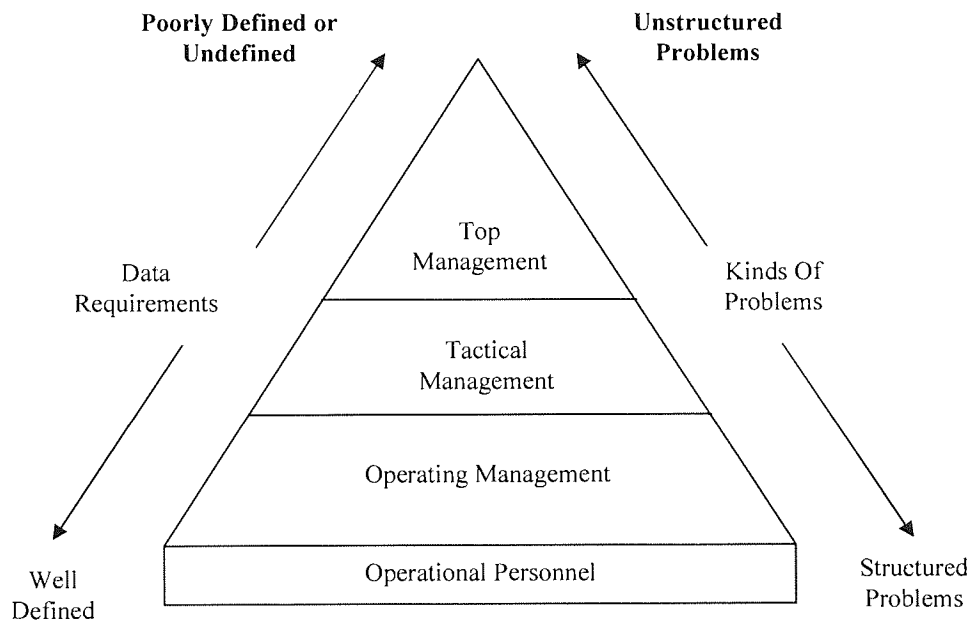 Poorly Defined or
Undefined
Unstructured
Problems
Top
Management
Data
Requirements
Kinds Of
Problems
Tactical
Management
Operating Management
Operational Personnel
Well
Defined
Structured
Problems